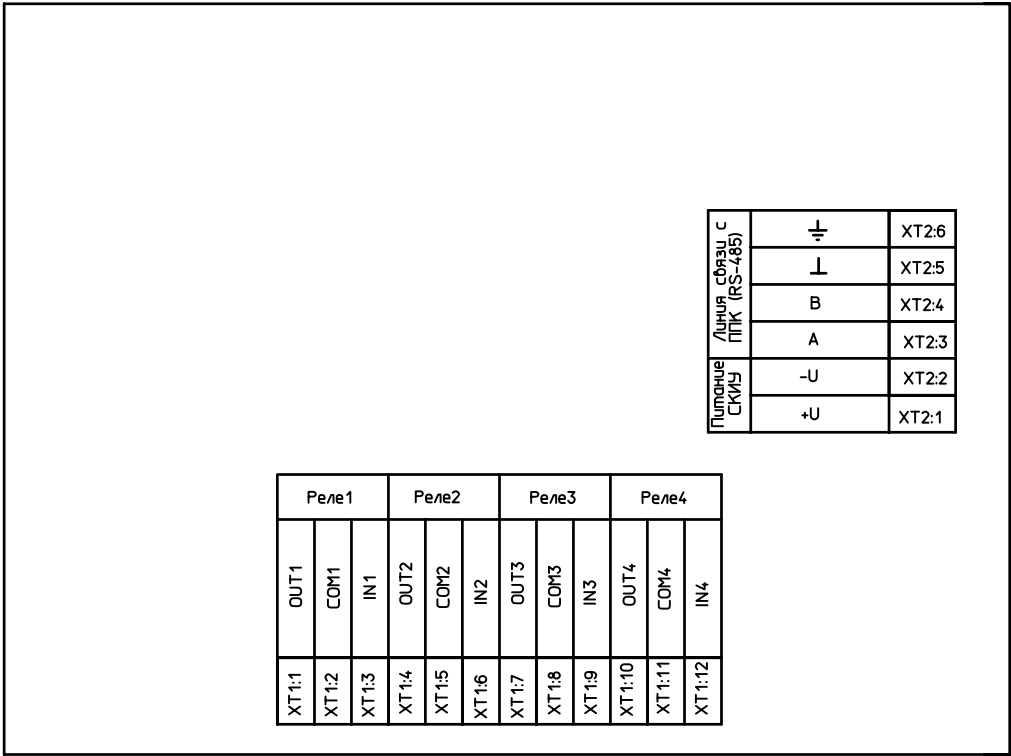 Линия связи с
ППК (RS-485)
XT2:6
XT2:5
B
XT2:4
A
XT2:3
Питание
СКИУ
-U
XT2:2
+U
XT2:1
Реле1
Реле2
Реле3
Реле4
OUT1
COM1
IN1
OUT2
COM2
IN2
OUT3
COM3
IN3
OUT4
COM4
IN4
XT1:1
XT1:2
XT1:3
XT1:4
XT1:5
XT1:6
XT1:7
XT1:8
XT1:9
XT1:10
XT1:11
XT1:12